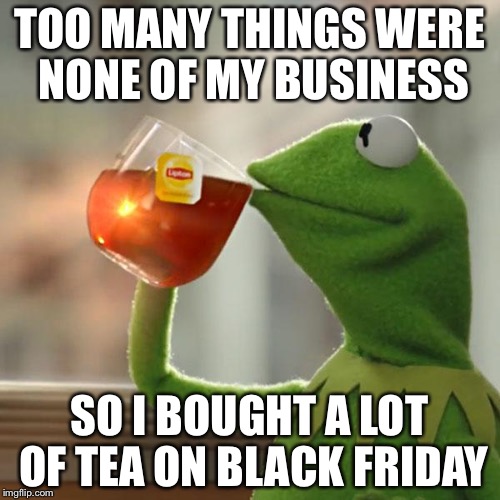 TOO MANY THINGS WERE
NONE OF MY BUSINESS
Lipton
SO I BOUGHT A LOT
OF TEA ON BLACK FRIDAY
imgflip.com